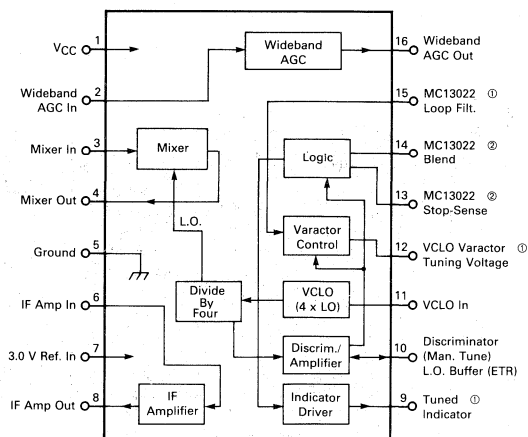 VCC
1
Wideband
AGC In
2
Mixer In
3
Mixer Out
4
Ground
5
IF Amp In
6
3.0 V Ref. In
7
IF Amp Out
8
Wideband
AGC
Mixer
L.O.
Logic
Varactor
Control
Divide
By
Four
VCLO
(4 x LO)
Discrim./
Amplifier
IF
Amplifier
Indicator
Driver
16
Wideband
AGC Out
15
MC13022 ①
Loop Filt.
14
MC13022 ②
Blend
13
MC13022 ②
Stop-Sense
12
VCLO Varactor ①
Tuning Voltage
11
VCLO In
10
Discriminator
(Man. Tune)
L.O. Buffer (ETR)
9
Tuned ①
Indicator